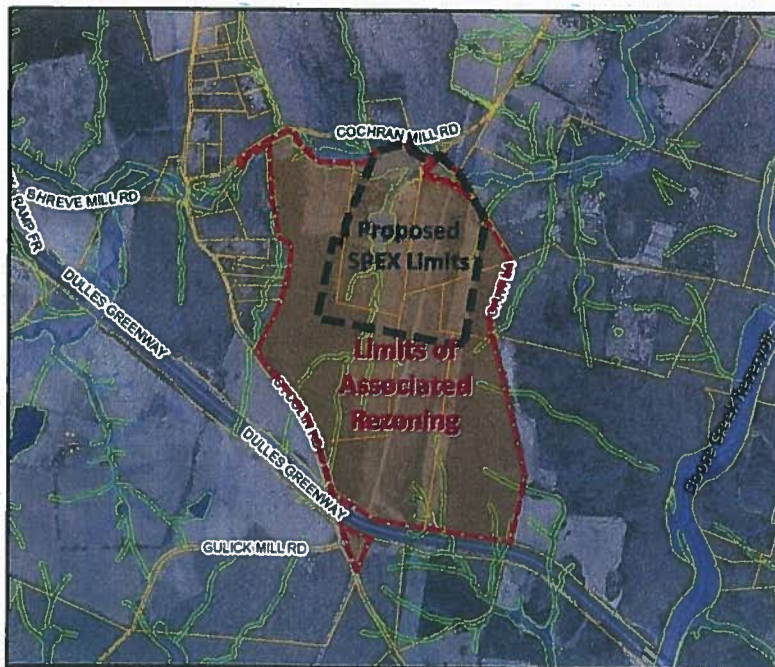 COCHRAN MILL RD
SHREVE MILL RD
RAMP FR
Proposed
SPEX Limits
DULLES GREENWAY
Limits of
Associated
Rezoning
DULLES GREENWAY
GULICK MILL RD